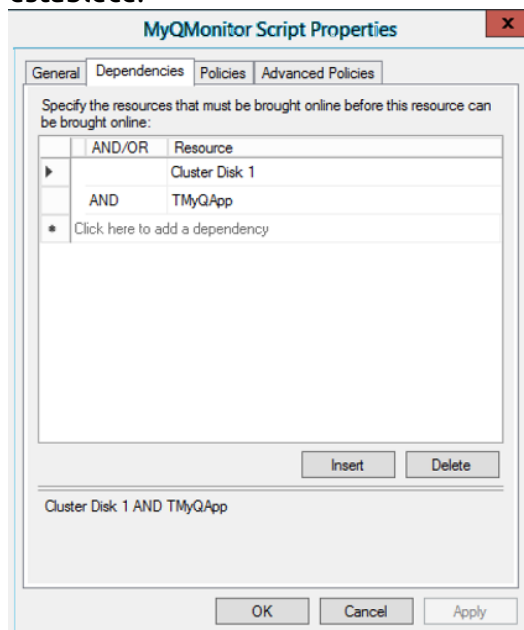 establece.
MyQMonitor Script Properties
x
General Dependencies Policies Advanced Policies
Specify the resources that must be brought online before this resource can
be brought online:
AND/OR Resource
Cluster Disk 1
AND TMyQApp
Click here to add a dependency
Insert Delete
Cluster Disk 1 AND TMyQApp
OK Cancel Apply